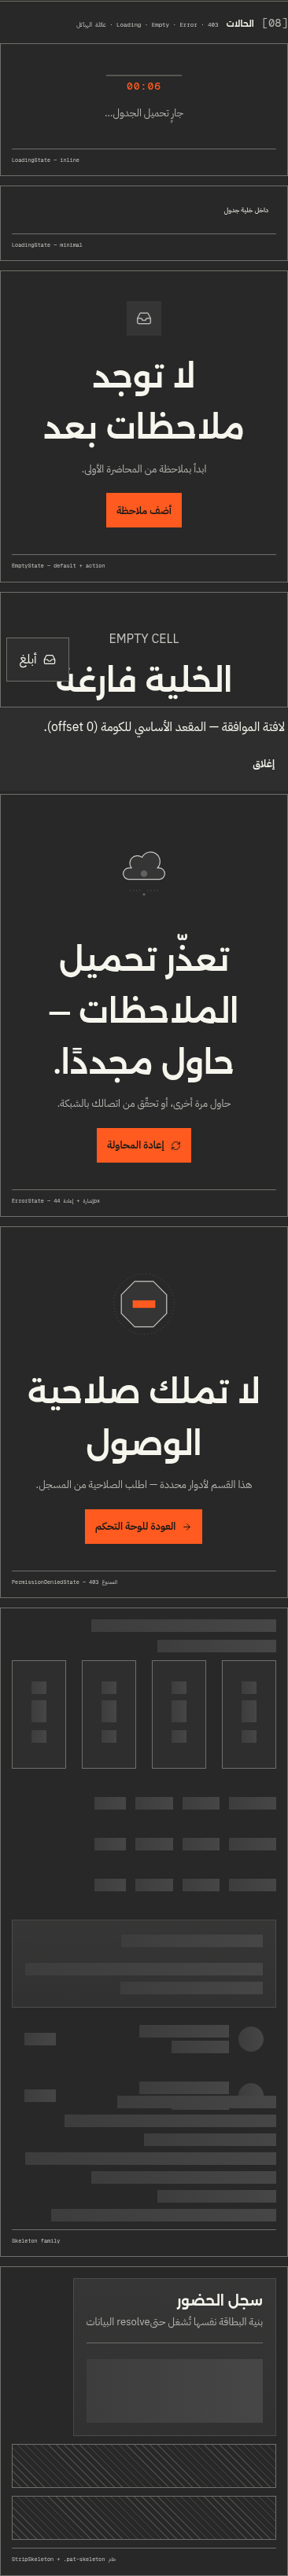 [08] الحالات Loading · Empty · Error · 403 · عائلة الهياكل
00:06
جارٍ تحميل الجدول...
LoadingState — inline
داخل خلية جدول
LoadingState — minimal
لا توجد
ملاحظات بعد
ابدأ بملاحظة من المحاضرة الأولى.
أضف ملاحظة
EmptyState — default + action
EMPTY CELL
أبلغ
الخلية فارغة
لافتة الموافقة — المقعد الأساسي للكومة (offset 0).
إغلاق
تعذّر تحميل
الملاحظات —
حاول مجددًا.
حاول مرة أخرى، أو تحقّق من اتصالك بالشبكة.
إعادة المحاولة
ErrorState — 44
لا تملك صلاحية
الوصول
هذا القسم لأدوار محددة — اطلب الصلاحية من المسجل.
العودة للوحة التحكم
PermissionDeniedState — 403 الممنوع
Skeleton family
سجل الحضور
بنية البطاقة نفسها تُشغل حتى resolve البيانات
StripSkeleton + .pat-skeleton